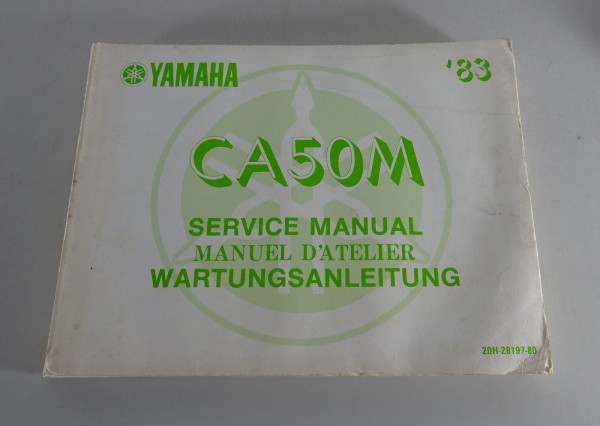 YAMAHA '83
CA50M
SERVICE MANUAL
MANUEL D'ATELIER
WARTUNGSANLEITUNG
20H-28197-80